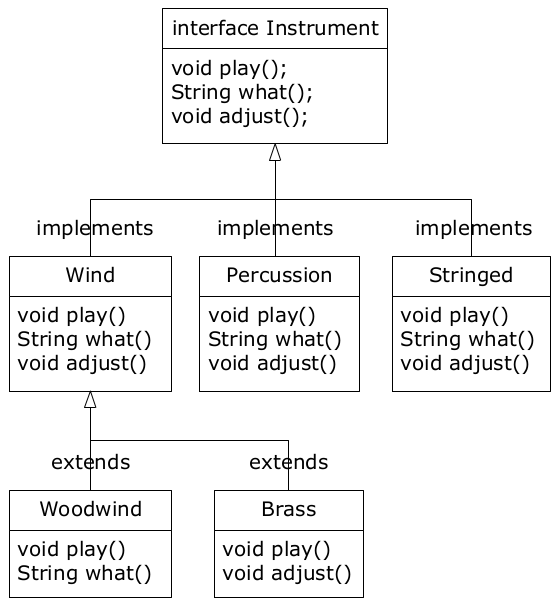 interface Instrument
void play();
String what();
void adjust();
implements
implements
implements
Wind
void play()
String what()
void adjust()
Percussion
void play()
String what()
void adjust()
Stringed
void play()
String what()
void adjust()
extends
extends
Woodwind
void play()
String what()
Brass
void play()
void adjust()